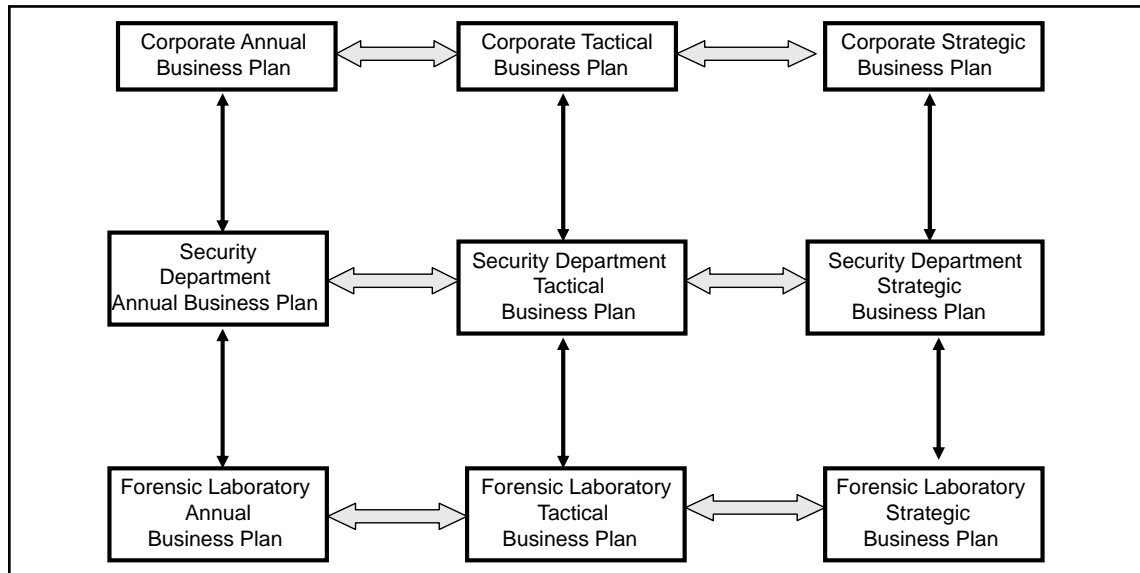 Corporate Annual
Business Plan
Corporate Tactical
Business Plan
Corporate Strategic
Business Plan
Security
Department
Annual Business Plan
Security Department
Tactical
Business Plan
Security Department
Strategic
Business Plan
Forensic Laboratory
Annual
Business Plan
Forensic Laboratory
Tactical
Business Plan
Forensic Laboratory
Strategic
Business Plan